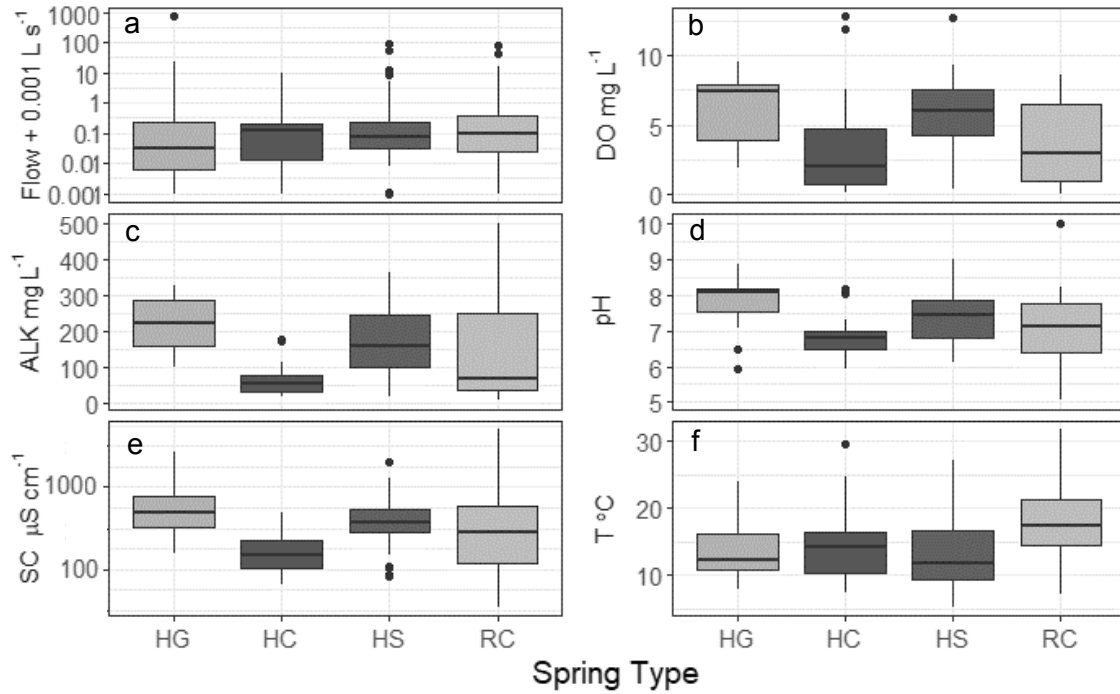 a
Flow + 0.001 L s⁻¹
1000
100
10
1
0.1
0.01
0.001
b
DO mg L⁻¹
10
5
0
c
ALK mg L⁻¹
500
400
300
200
100
0
d
pH
10
9
8
7
6
5
e
SC µS cm⁻¹
1000
100
f
T °C
30
20
10
HG HC HS RC
HG HC HS RC
Spring Type